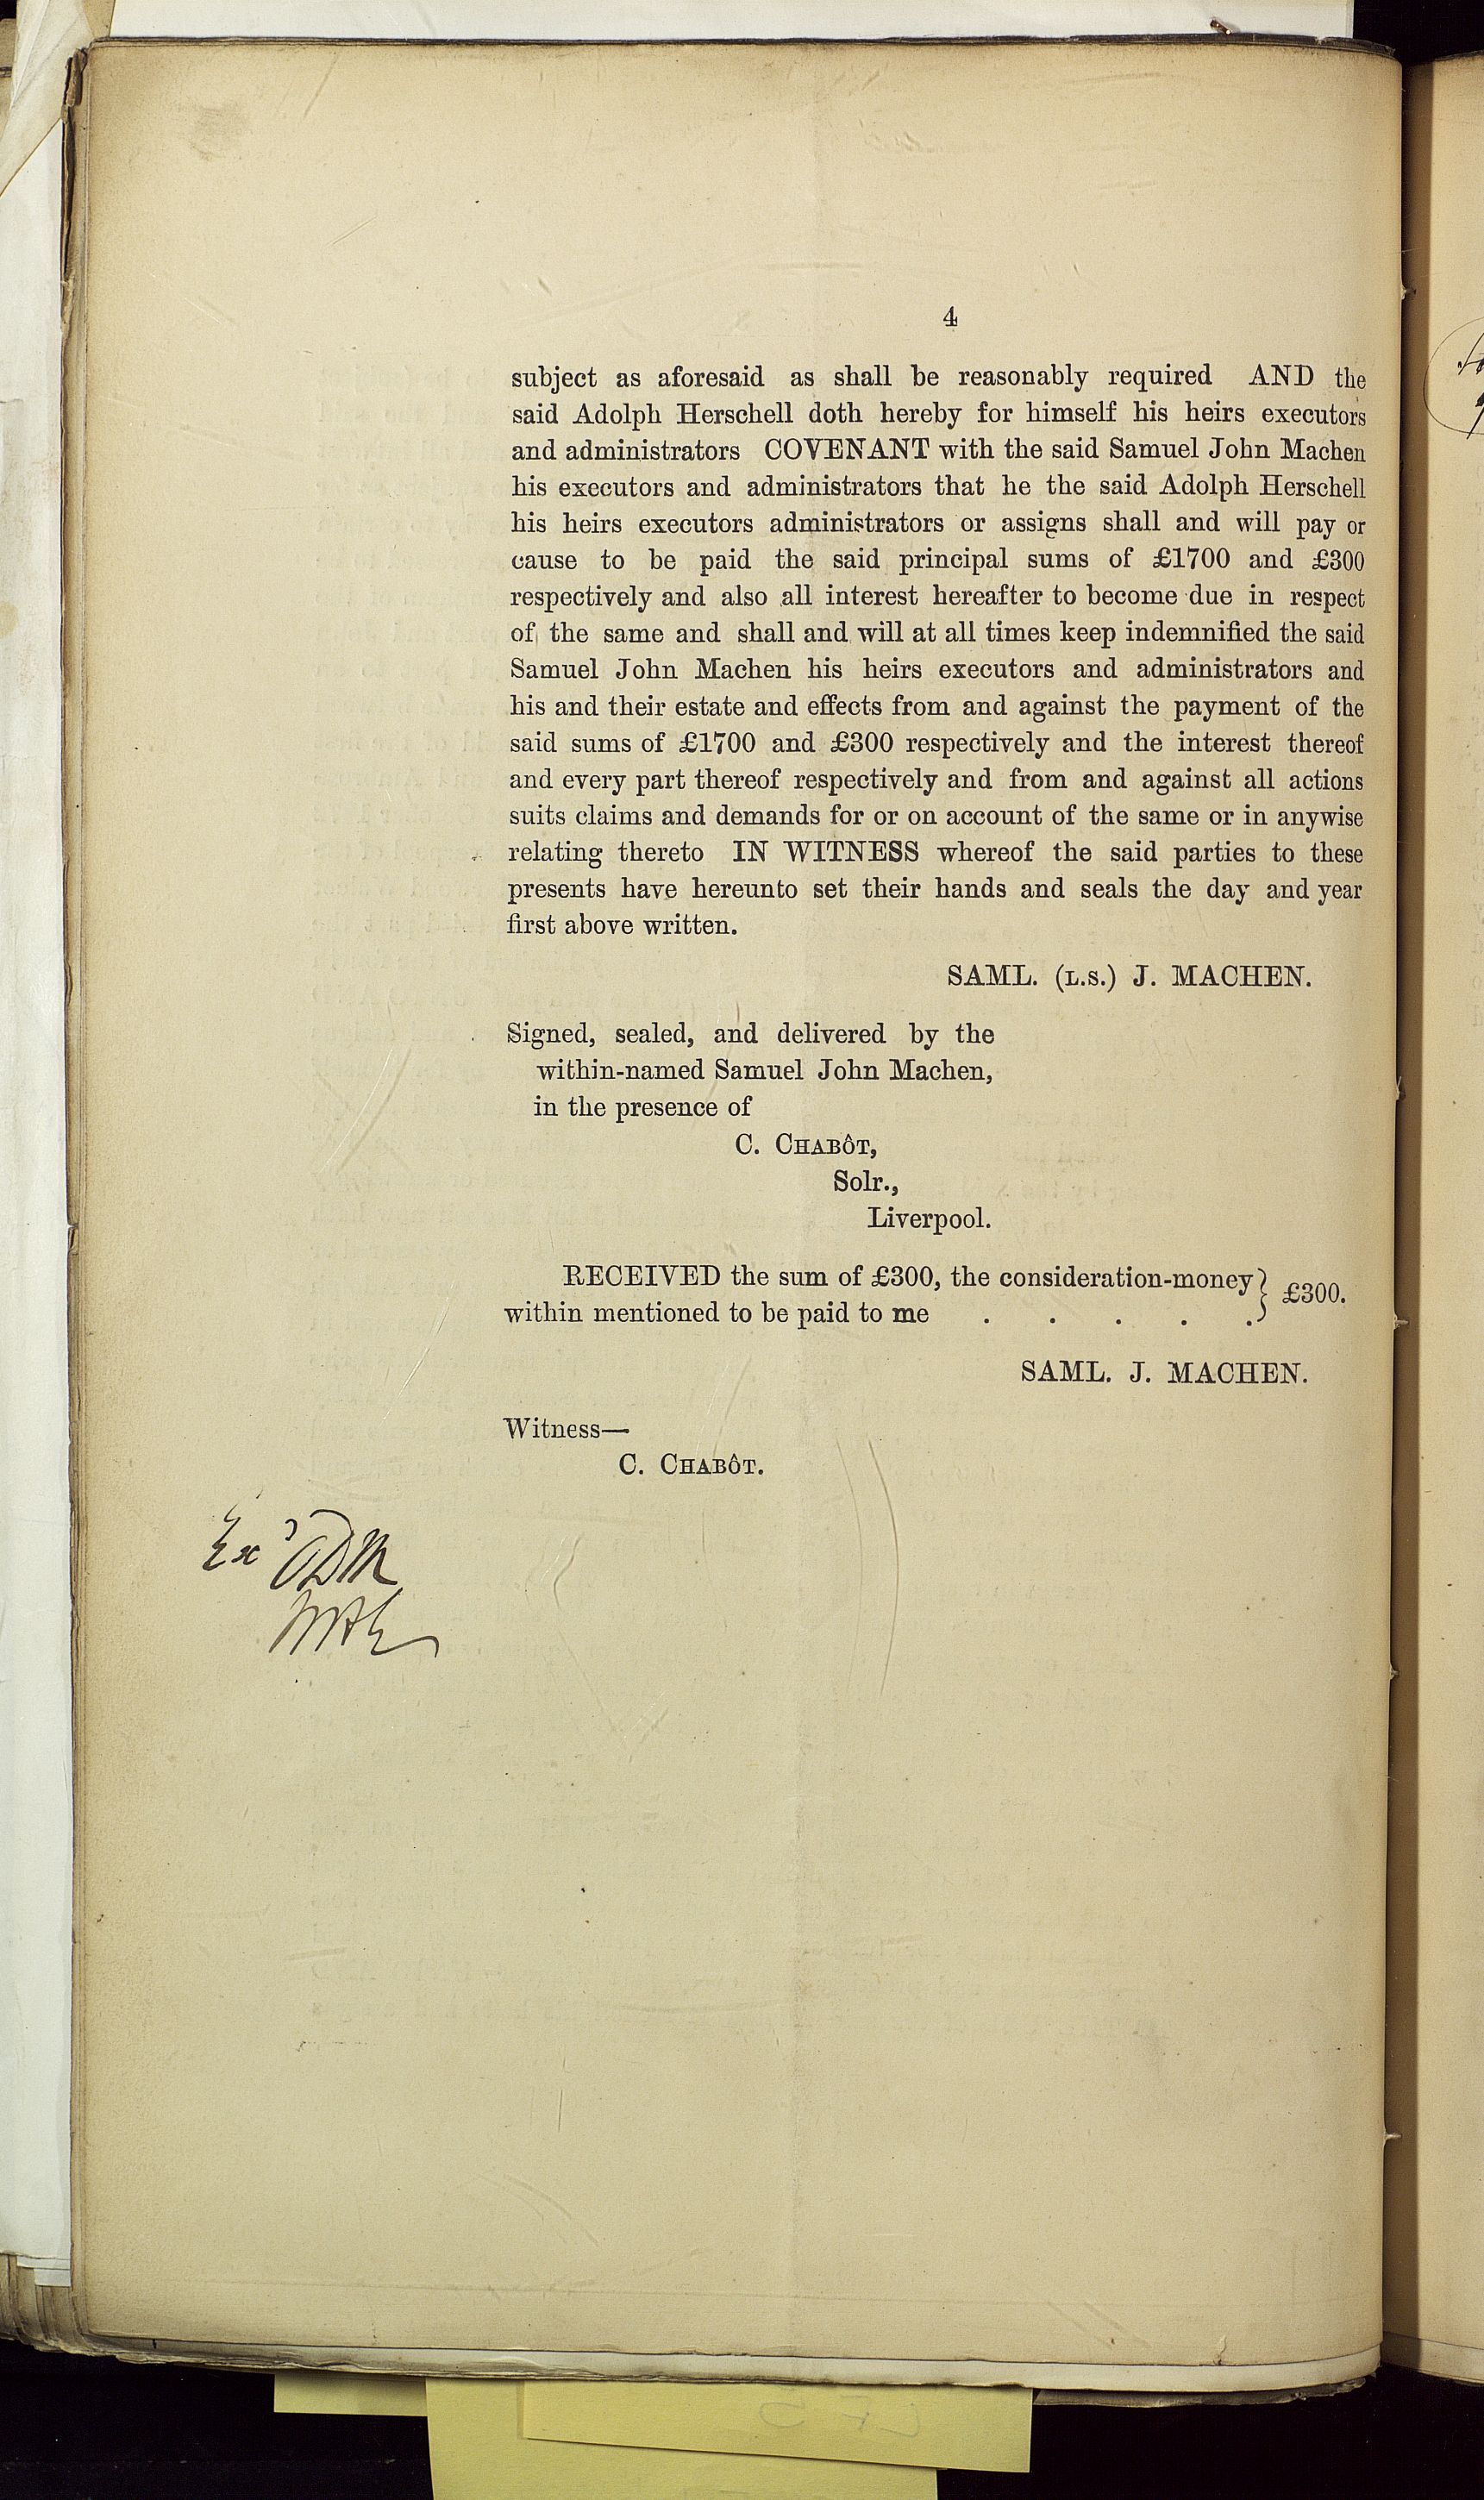 4
subject as aforesaid as shall be reasonably required AND the
said Adolph Herschell doth hereby for himself his heirs executors
and administrators COVENANT with the said Samuel John Machen
his executors and administrators that he the said Adolph Herschell
his heirs executors administrators or assigns shall and will pay or
cause to be paid the said principal sums of £1700 and £300
respectively and also all interest hereafter to become due in respect
of the same and shall and will at all times keep indemnified the said
Samuel John Machen his heirs executors and administrators and
his and their estate and effects from and against the payment of the
said sums of £1700 and £300 respectively and the interest thereof
and every part thereof respectively and from and against all actions
suits claims and demands for or on account of the same or in anywise
relating thereto IN WITNESS whereof the said parties to these
presents have hereunto set their hands and seals the day and year
first above written.
SAML. (L.S.) J. MACHEN.
Signed, sealed, and delivered by the
within-named Samuel John Machen,
in the presence of
C. CHABÔT,
Solr.,
Liverpool.
RECEIVED the sum of £300, the consideration-money
within mentioned to be paid to me . . . . . } £300.
SAML. J. MACHEN.
Witness—
C. CHABÔT.